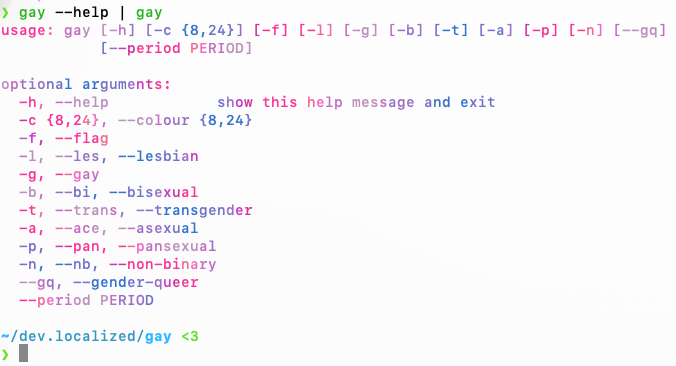 ❯ gay --help | gay
usage: gay [-h] [-c {8,24}] [-f] [-l] [-g] [-b] [-t] [-a] [-p] [-n] [--gq]
[--period PERIOD]
optional arguments:
-h, --help show this help message and exit
-c {8,24}, --colour {8,24}
-f, --flag
-l, --les, --lesbian
-g, --gay
-b, --bi, --bisexual
-t, --trans, --transgender
-a, --ace, --asexual
-p, --pan, --pansexual
-n, --nb, --non-binary
--gq, --gender-queer
--period PERIOD
~/dev.localized/gay <3
❯